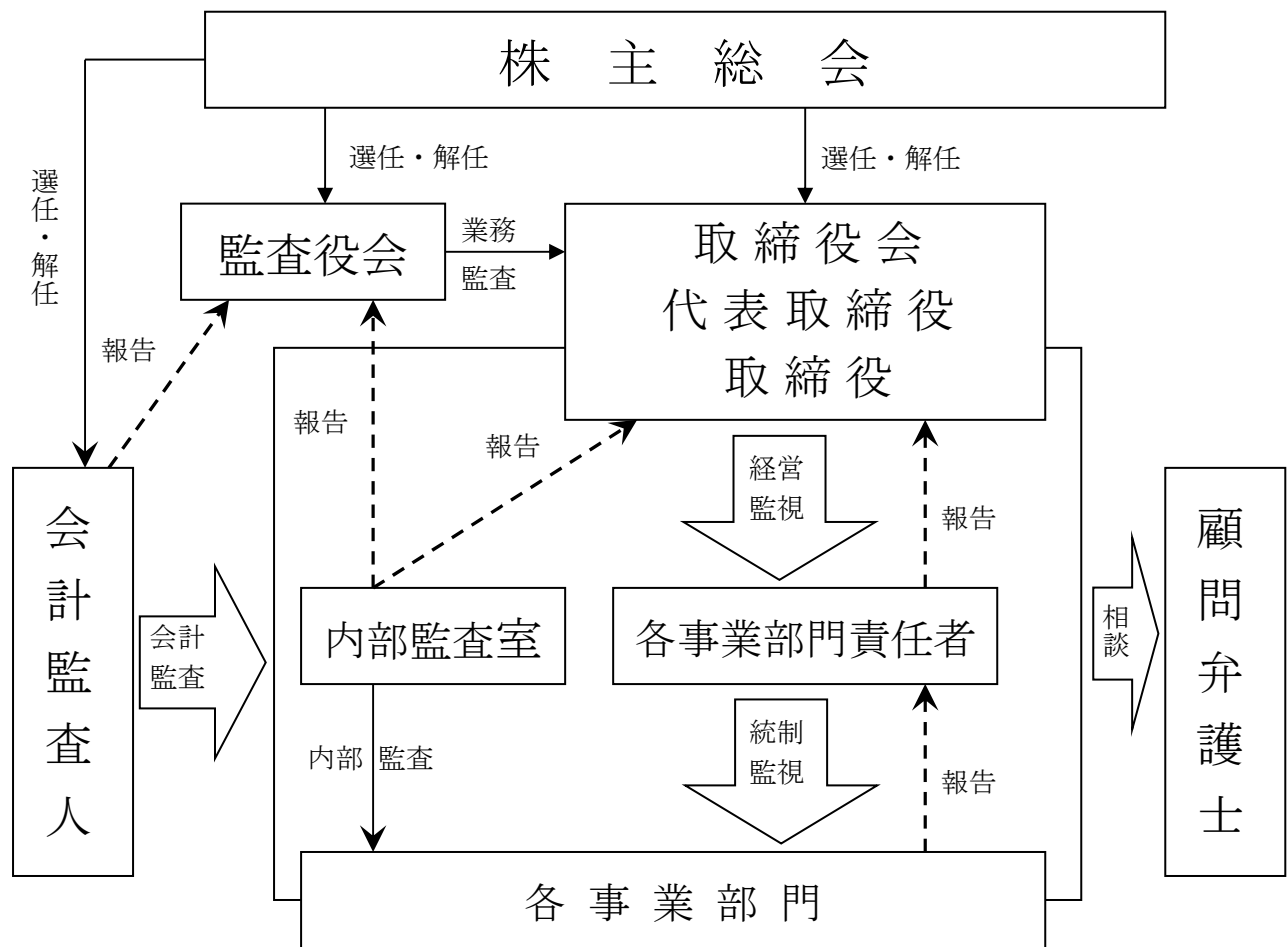 株主総会
選任・解任
選任・解任
選任・解任
監査役会
業務
監査
取締役会
代表取締役
取締役
報告
報告
報告
経営
監視
報告
会計監査人
会計
監査
内部監査室
各事業部門責任者
相談
顧問弁護士
内部監査
統制
監視
報告
各事業部門